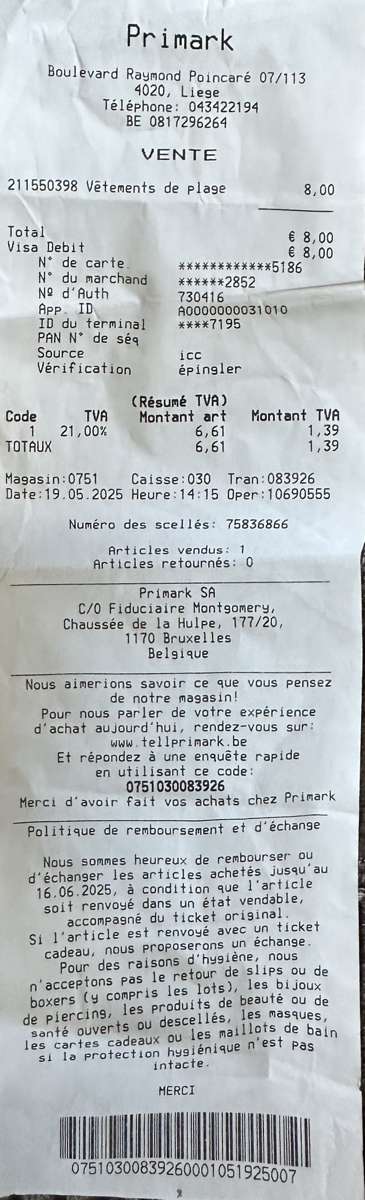 Primark
Boulevard Raymond Poincaré 07/113
4020, Liege
Téléphone: 043422194
BE 0817296264
VENTE
211550398 Vêtements de plage 8,00
Total € 8,00
Visa Debit € 8,00
N° de carte ************5186
N° du marchand ******2852
Nº d'Auth 730416
App. ID A0000000031010
ID du terminal ****7195
PAN N° de séq
Source icc
Vérification épingler
(Résumé TVA)
Code TVA Montant art Montant TVA
1 21,00% 6,61 1,39
TOTAUX 6,61 1,39
Magasin:0751 Caisse:030 Tran:083926
Date:19.05.2025 Heure:14:15 Oper:10690555
Numéro des scellés: 75836866
Articles vendus: 1
Articles retournés: 0
Primark SA
C/O Fiduciaire Montgomery,
Chaussée de la Hulpe, 177/20,
1170 Bruxelles
Belgique
Nous aimerions savoir ce que vous pensez
de notre magasin!
Pour nous parler de votre expérience
d'achat aujourd'hui, rendez-vous sur:
www.tellprimark.be
Et répondez à une enquête rapide
en utilisant ce code:
0751030083926
Merci d'avoir fait vos achats chez Primark
Politique de remboursement et d'échange
Nous sommes heureux de rembourser ou
d'échanger les articles achetés jusqu'au
16.06.2025, à condition que l'article
soit renvoyé dans un état vendable,
accompagné du ticket original.
Si l'article est renvoyé avec un ticket
cadeau, nous proposerons un échange.
Pour des raisons d'hygiène, nous
n'acceptons pas le retour de slips ou de
boxers (y compris les lots), les bijoux
de piercing, les produits de beauté ou de
santé ouverts ou descellés, les masques,
les cartes cadeaux ou les maillots de bain
si la protection hygiénique n'est pas
intacte.
MERCI
07510300839260001051925007